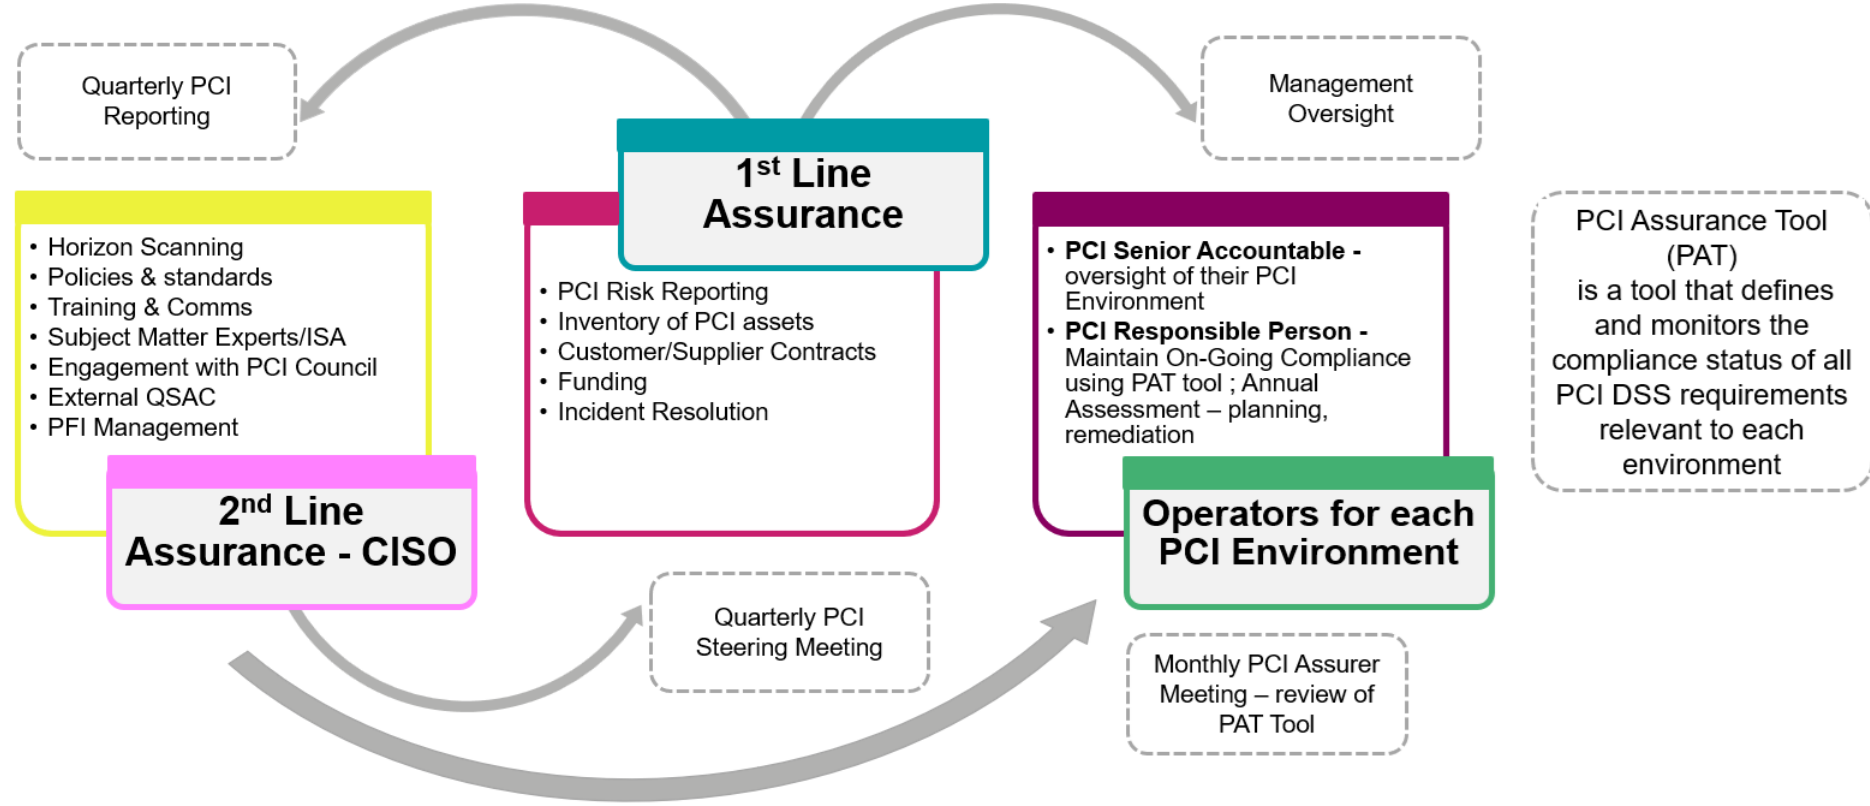 Quarterly PCI
Reporting
Management
Oversight
1st Line
Assurance
• Horizon Scanning
• Policies & standards
• Training & Comms
• Subject Matter Experts/ISA
• Engagement with PCI Council
• External QSAC
• PFI Management
2nd Line
Assurance - CISO
• PCI Risk Reporting
• Inventory of PCI assets
• Customer/Supplier Contracts
• Funding
• Incident Resolution
• PCI Senior Accountable -
oversight of their PCI
Environment
• PCI Responsible Person -
Maintain On-Going Compliance
using PAT tool ; Annual
Assessment – planning,
remediation
Operators for each
PCI Environment
PCI Assurance Tool
(PAT)
is a tool that defines
and monitors the
compliance status of all
PCI DSS requirements
relevant to each
environment
Quarterly PCI
Steering Meeting
Monthly PCI Assurer
Meeting – review of
PAT Tool